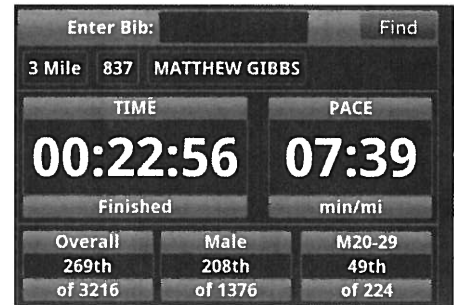 Enter Bib: Find
3 Mile 837 MATTHEW GIBBS
TIME PACE
00:22:56 07:39
Finished min/mi
Overall Male M20-29
269th 208th 49th
of 3216 of 1376 of 224